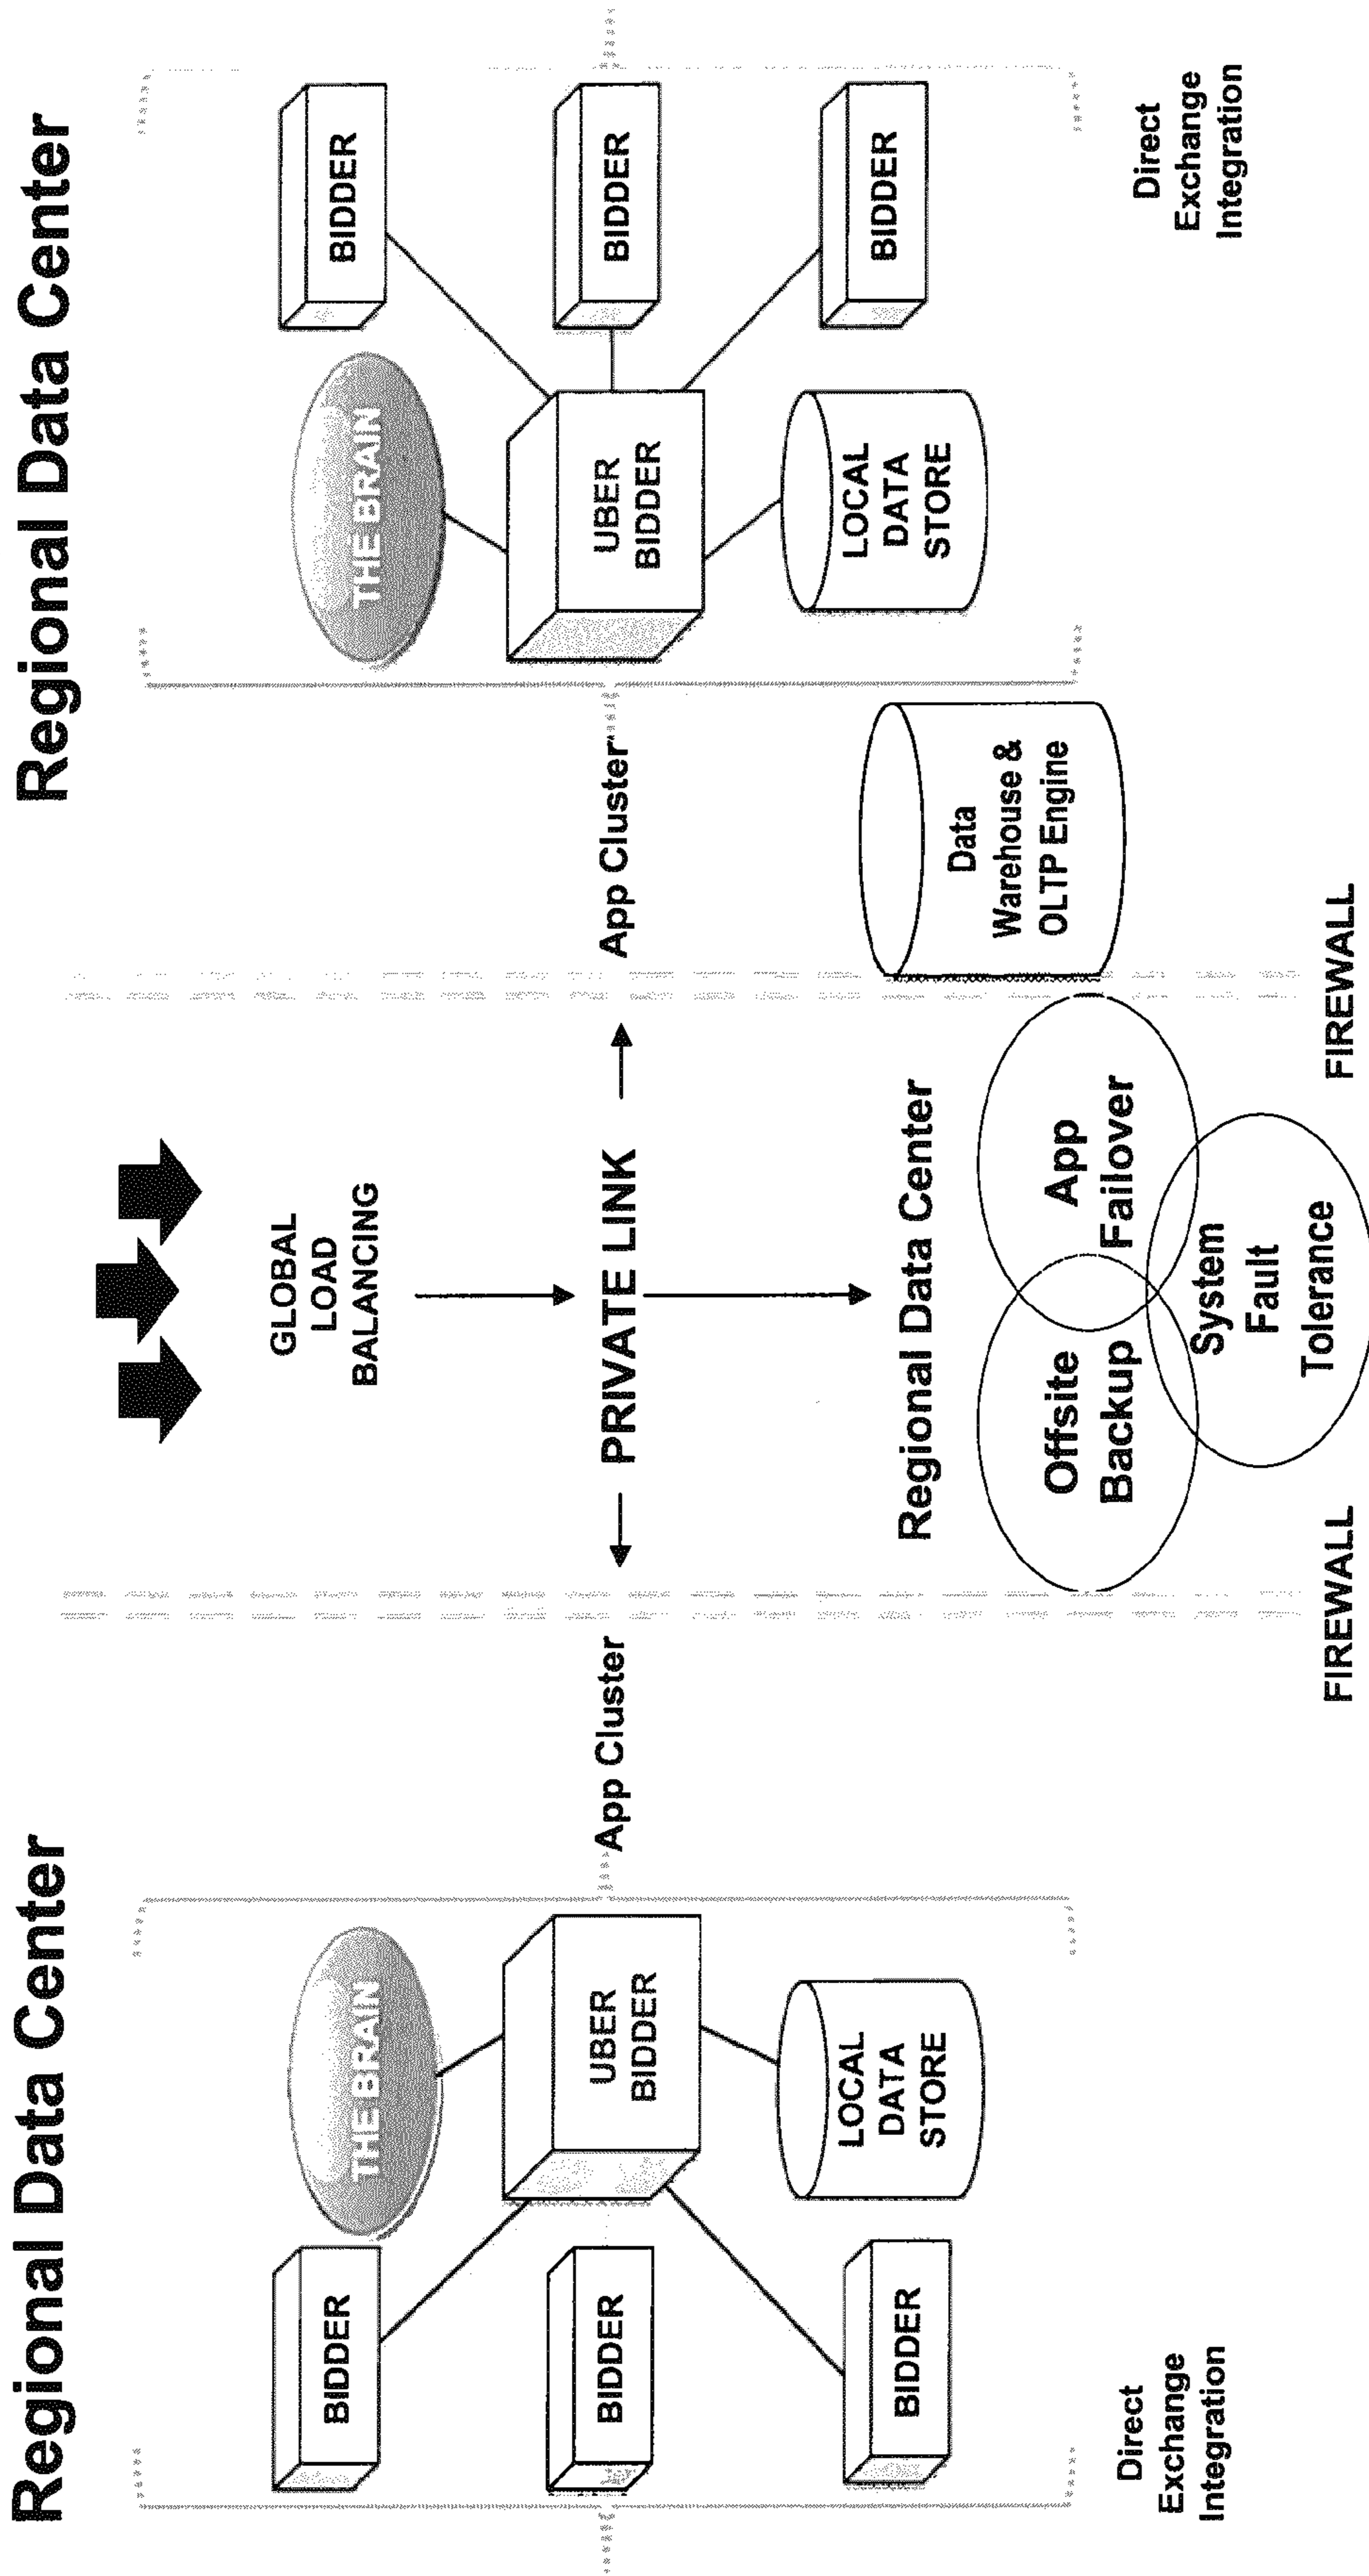 Regional Data Center
Regional Data Center
GLOBAL
LOAD
BALANCING
BIDDER
THE BRAIN
THE BRAIN
BIDDER
BIDDER
UBER
BIDDER
App Cluster
PRIVATE LINK
App Cluster
UBER
BIDDER
BIDDER
BIDDER
LOCAL
DATA
STORE
Regional Data Center
Data
Warehouse &
OLTP Engine
LOCAL
DATA
STORE
BIDDER
Offsite
Backup
App
Failover
System
Fault
Tolerance
Direct
Exchange
Integration
Direct
Exchange
Integration
FIREWALL
FIREWALL